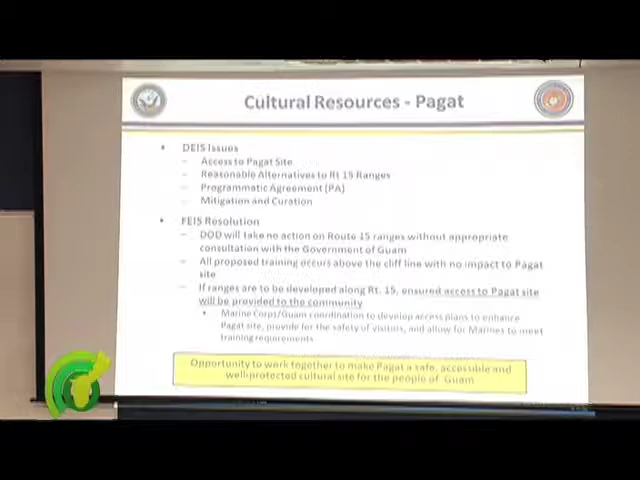 Cultural Resources - Pagat
• DEIS Issues
– Access to Pagat Site
– Reasonable Alternatives to Rt 15 Ranges
– Programmatic Agreement (PA)
– Mitigation and Curation
• FEIS Resolution
– DOD will take no action on Route 15 ranges without appropriate
consultation with the Government of Guam
– All proposed training occurs above the cliff line with no impact to Pagat
site
– If ranges are to be developed along Rt. 15, ensured access to Pagat site
will be provided to the community
• Marine Corps/Guam coordination to develop access plans to enhance
Pagat site, provide for the safety of visitors, and allow for Marines to meet
training requirements
Opportunity to work together to make Pagat a safe, accessible and
well-protected cultural site for the people of Guam